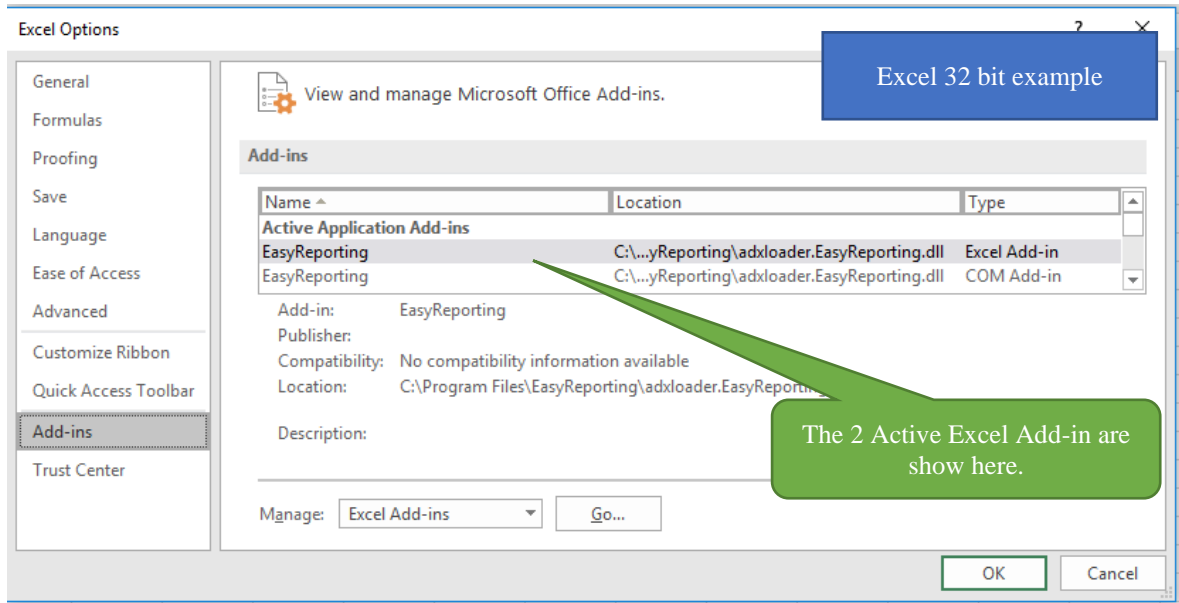 Excel Options
?
Excel 32 bit example
General
Formulas
Proofing
Save
Language
Ease of Access
Advanced
Customize Ribbon
Quick Access Toolbar
Add-ins
Trust Center
View and manage Microsoft Office Add-ins.
Add-ins
Name Location Type
Active Application Add-ins
EasyReporting C:\...yReporting\adxloader.EasyReporting.dll Excel Add-in
EasyReporting C:\...yReporting\adxloader.EasyReporting.dll COM Add-in
Add-in: EasyReporting
Publisher:
Compatibility: No compatibility information available
Location: C:\Program Files\EasyReporting\adxloader.EasyReporting
Description:
The 2 Active Excel Add-in are
show here.
Manage: Excel Add-ins Go...
OK Cancel